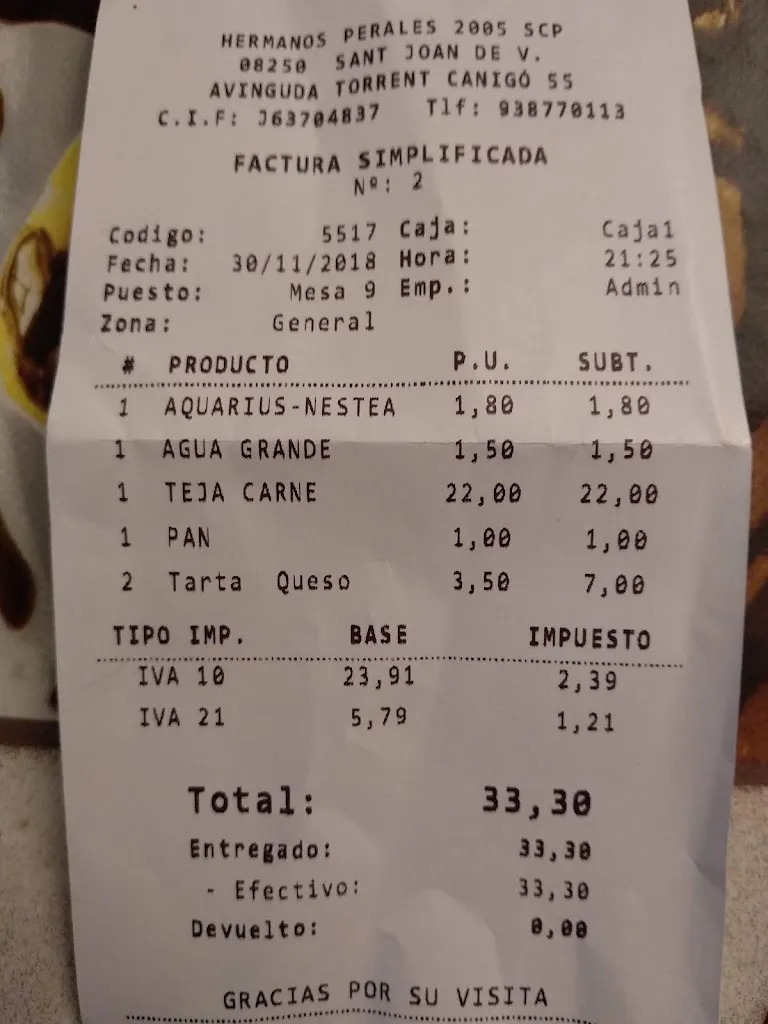 HERMANOS PERALES 2005 SCP
08250 SANT JOAN DE V.
AVINGUDA TORRENT CANIGÓ 55
C.I.F: J63704837 Tlf: 938770113
FACTURA SIMPLIFICADA
Nº: 2
Codigo: 5517 Caja: Caja1
Fecha: 30/11/2018 Hora: 21:25
Puesto: Mesa 9 Emp.: Admin
Zona: General
# PRODUCTO P.U. SUBT.
1 AQUARIUS-NESTEA 1,80 1,80
1 AGUA GRANDE 1,50 1,50
1 TEJA CARNE 22,00 22,00
1 PAN 1,00 1,00
2 Tarta Queso 3,50 7,00
TIPO IMP. BASE IMPUESTO
IVA 10 23,91 2,39
IVA 21 5,79 1,21
Total: 33,30
Entregado: 33,30
- Efectivo: 33,30
Devuelto: 0,00
GRACIAS POR SU VISITA